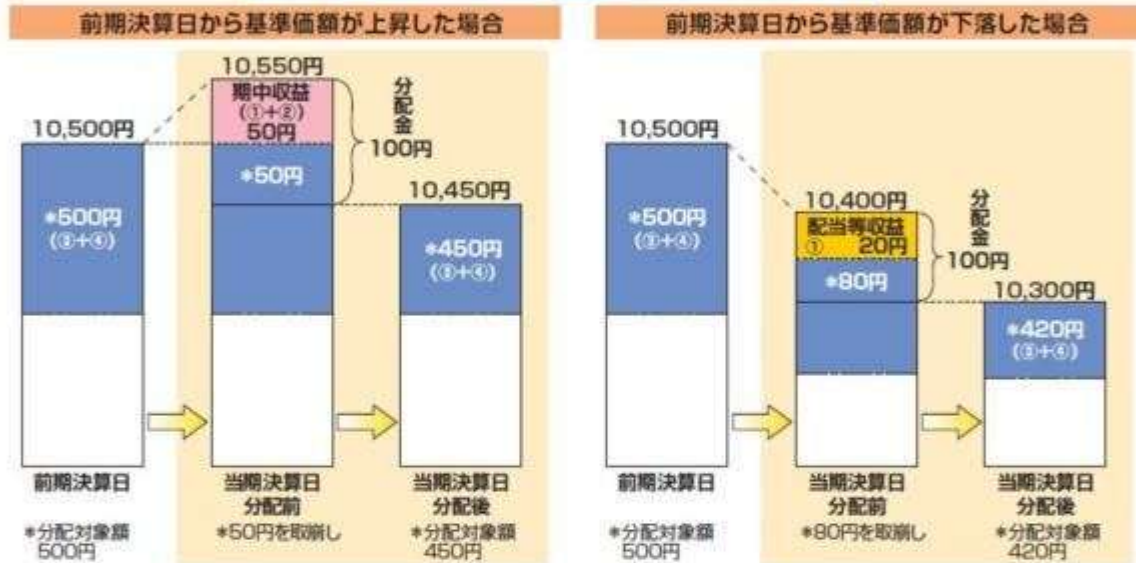 前期決算日から基準価額が上昇した場合
10,500円
*500円
(③+④)
前期決算日
*分配対象額
500円
10,550円
期中収益
(①+②)
50円
*50円
分配金
100円
当期決算日
分配前
*50円を取崩し
10,450円
*450円
(③+④)
当期決算日
分配後
*分配対象額
450円
前期決算日から基準価額が下落した場合
10,500円
*500円
(③+④)
前期決算日
*分配対象額
500円
10,400円
配当等収益
① 20円
*80円
分配金
100円
当期決算日
分配前
*80円を取崩し
10,300円
*420円
(③+④)
当期決算日
分配後
*分配対象額
420円